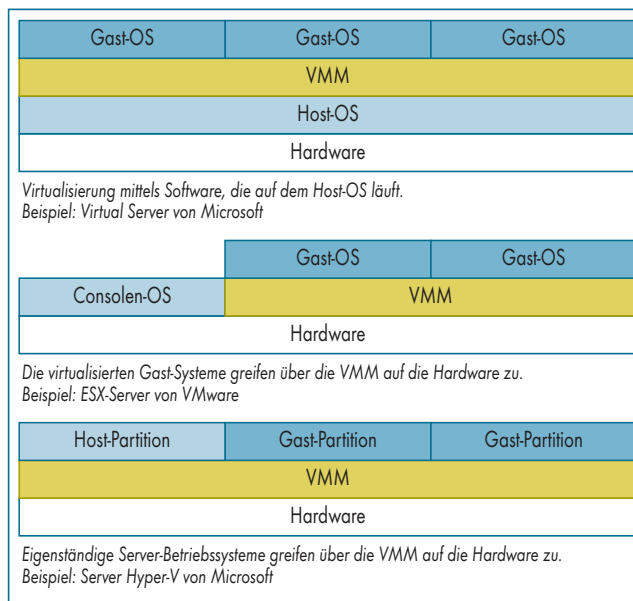 Gast-OS Gast-OS Gast-OS
VMM
Host-OS
Hardware
Virtualisierung mittels Software, die auf dem Host-OS läuft.
Beispiel: Virtual Server von Microsoft
Gast-OS Gast-OS
Consolen-OS VMM
Hardware
Die virtualisierten Gast-Systeme greifen über die VMM auf die Hardware zu.
Beispiel: ESX-Server von VMware
Host-Partition Gast-Partition Gast-Partition
VMM
Hardware
Eigenständige Server-Betriebssysteme greifen über die VMM auf die Hardware zu.
Beispiel: Server Hyper-V von Microsoft